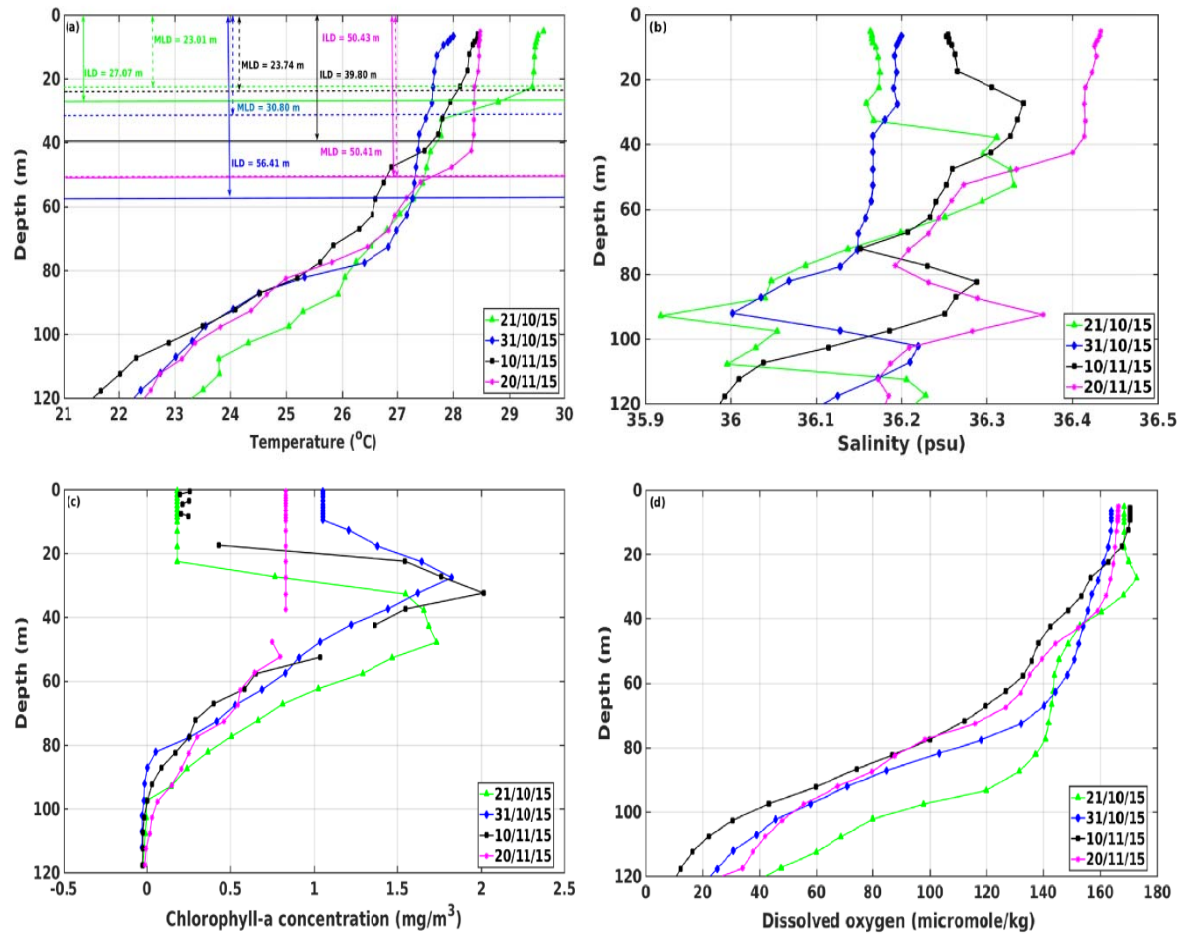 (a)
MLD = 23.01 m
ILD = 27.07 m
MLD = 23.74 m
ILD = 50.43 m
ILD = 39.80 m
MLD = 30.80 m
MLD = 50.41 m
ILD = 56.41 m
0
20
40
60
80
100
120
Depth (m)
21/10/15
31/10/15
10/11/15
20/11/15
21 22 23 24 25 26 27 28 29 30
Temperature (°C)
(b)
0
20
40
60
80
100
120
Depth (m)
21/10/15
31/10/15
10/11/15
20/11/15
35.9 36 36.1 36.2 36.3 36.4 36.5
Salinity (psu)
(c)
0
20
40
60
80
100
120
Depth (m)
21/10/15
31/10/15
10/11/15
20/11/15
-0.5 0 0.5 1 1.5 2 2.5
Chlorophyll-a concentration (mg/m³)
(d)
0
20
40
60
80
100
120
Depth (m)
21/10/15
31/10/15
10/11/15
20/11/15
0 20 40 60 80 100 120 140 160 180
Dissolved oxygen (micromole/kg)